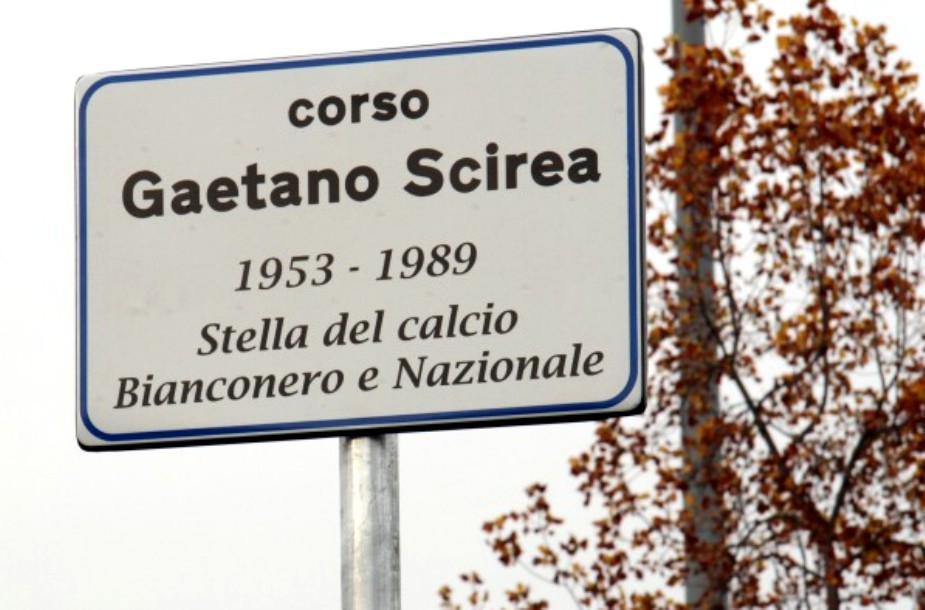 corso
Gaetano Scirea
1953 - 1989
Stella del calcio
Bianconero e Nazionale